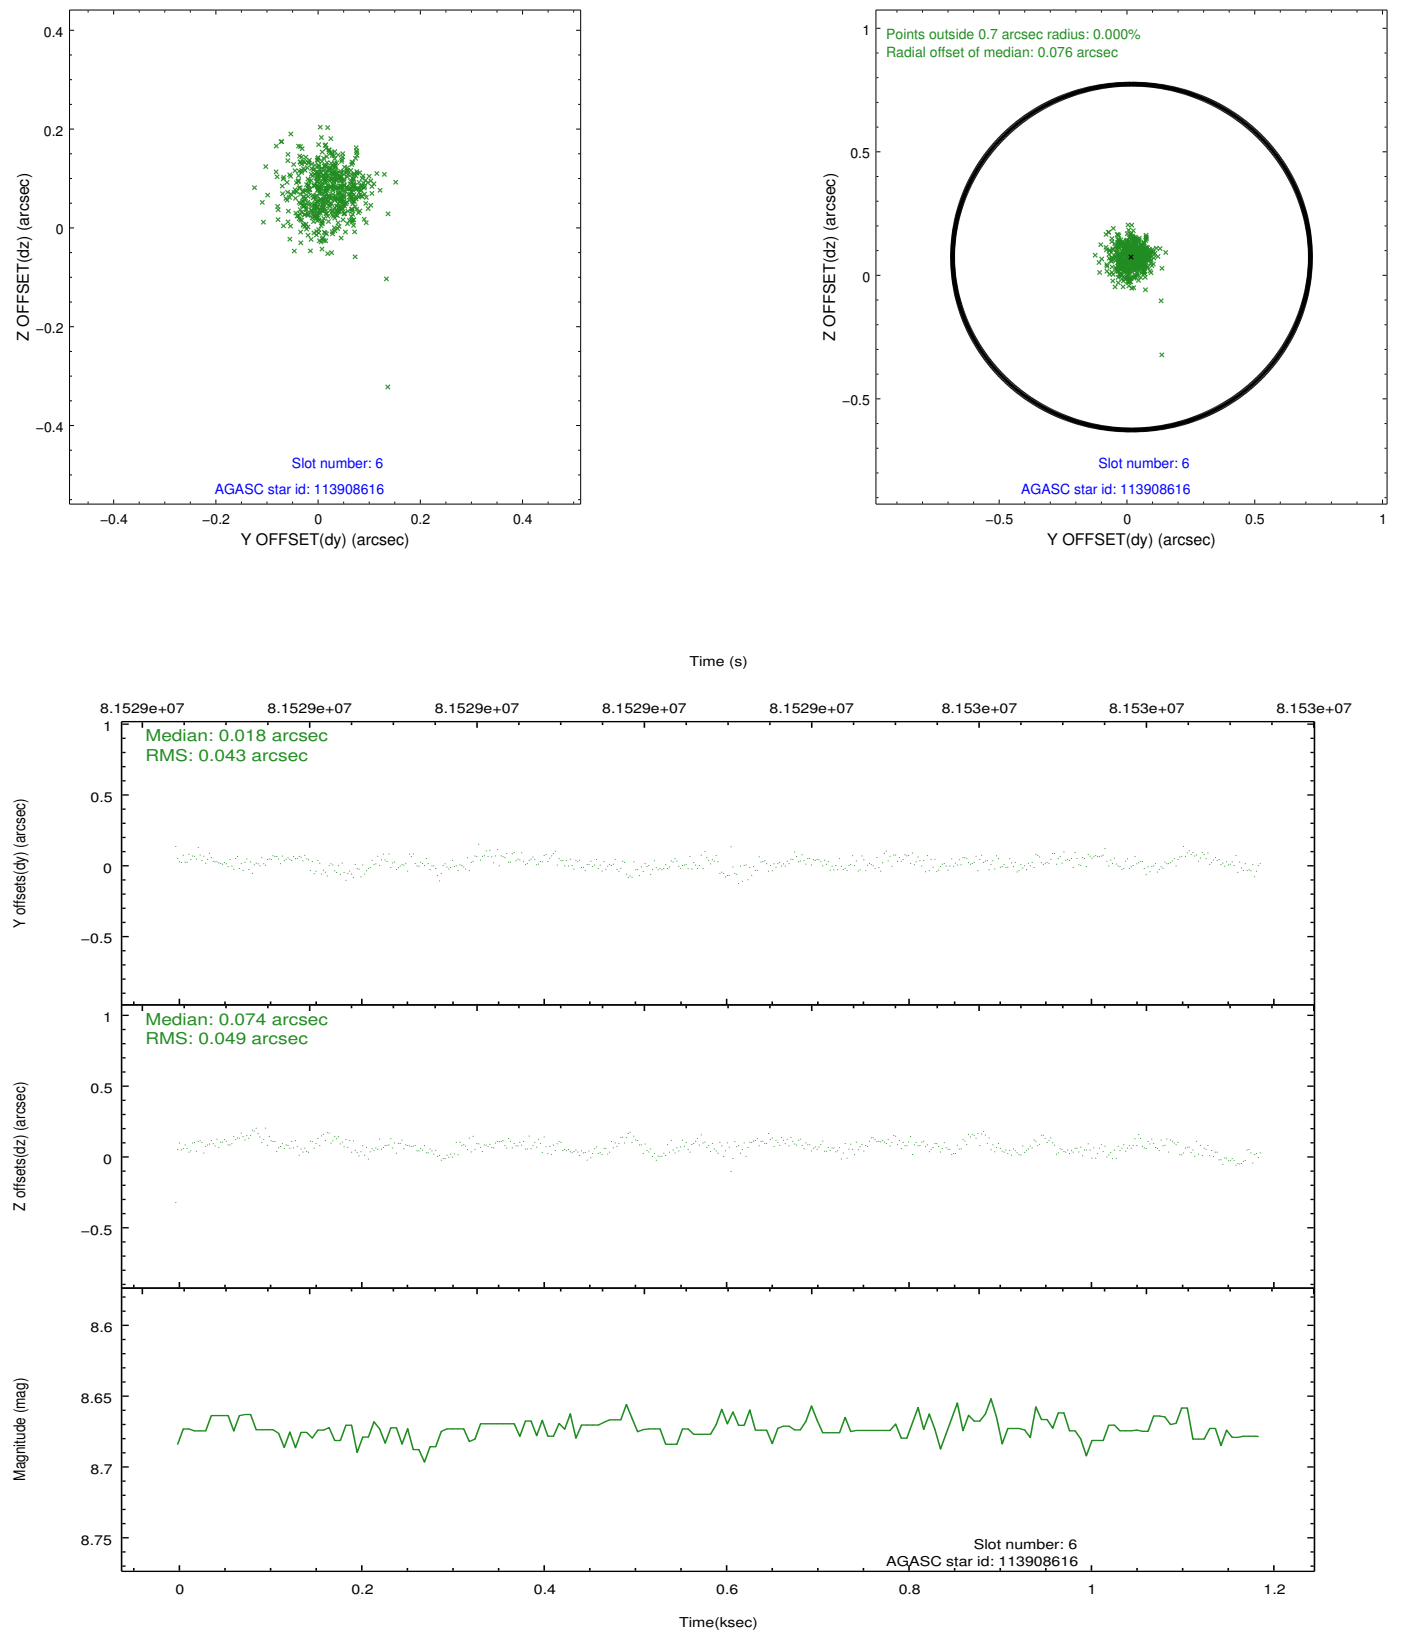 0.4
0.2
0
−0.2
−0.4
Z OFFSET(dz) (arcsec)
Slot number: 6
AGASC star id: 113908616
−0.4 −0.2 0 0.2 0.4
Y OFFSET(dy) (arcsec)
Points outside 0.7 arcsec radius: 0.000%
Radial offset of median: 0.076 arcsec
1
0.5
0
−0.5
Z OFFSET(dz) (arcsec)
Slot number: 6
AGASC star id: 113908616
−0.5 0 0.5 1
Y OFFSET(dy) (arcsec)
Time (s)
8.1529e+07 8.1529e+07 8.1529e+07 8.1529e+07 8.1529e+07 8.153e+07 8.153e+07 8.153e+07
Median: 0.018 arcsec
RMS: 0.043 arcsec
1
0.5
0
−0.5
Y offsets(dy) (arcsec)
Median: 0.074 arcsec
RMS: 0.049 arcsec
1
0.5
0
−0.5
Z offsets(dz) (arcsec)
8.6
8.65
8.7
8.75
Magnitude (mag)
Slot number: 6
AGASC star id: 113908616
0 0.2 0.4 0.6 0.8 1 1.2
Time(ksec)